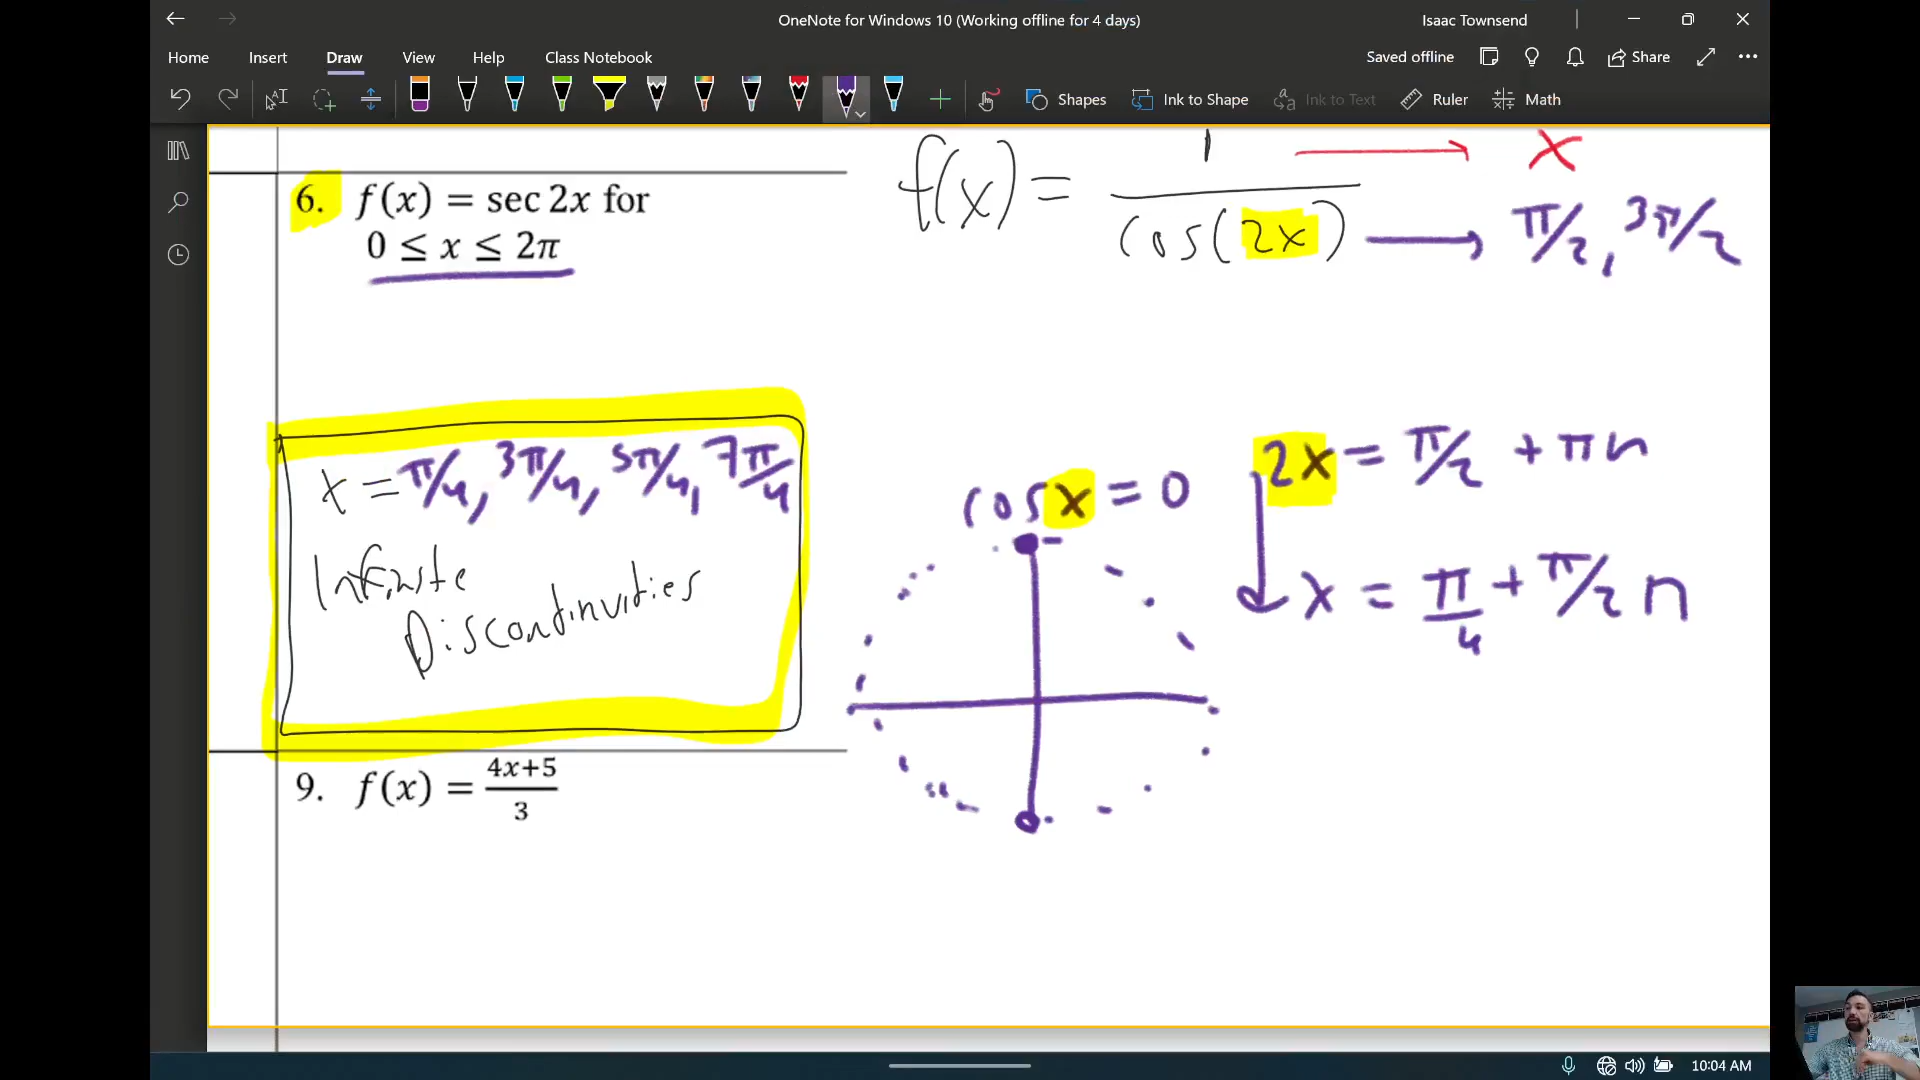 OneNote for Windows 10 (Working offline for 4 days)
Isaac Townsend
Home Insert Draw View Help Class Notebook
Saved offline Share
Shapes Ink to Shape Ink to Text Ruler Math
6. f(x) = sec 2x for
0 ≤ x ≤ 2π
f(x) = 1/cos(2x)
→ x
→ π/2, 3π/2
x = π/4, 3π/4, 5π/4, 7π/4
Infinite
Discontinuities
cos x = 0
2x = π/2 + πn
x = π/4 + π/2 n
9. f(x) = 4x+5/3
10:04 AM